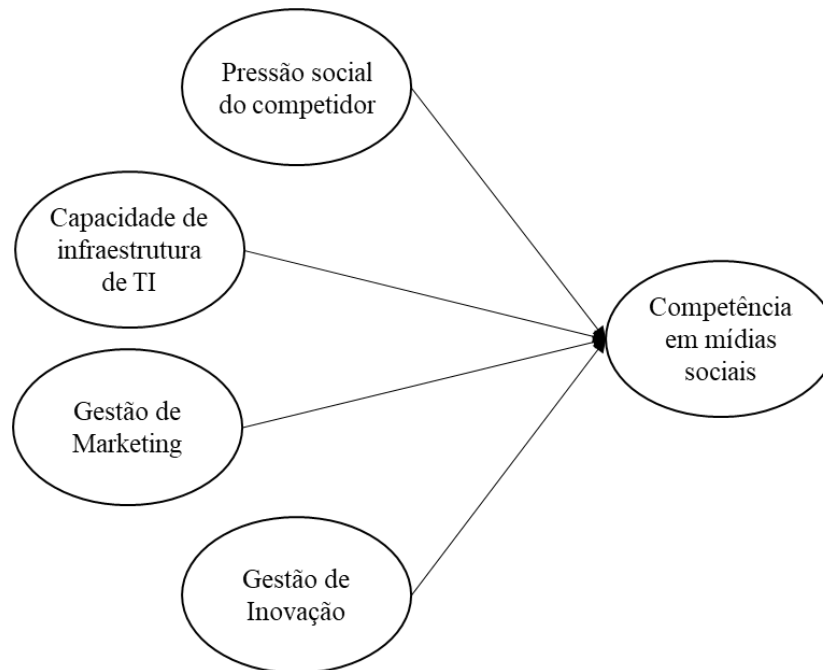 Pressão social
do competidor
Capacidade de
infraestrutura
de TI
Competência
em mídias
sociais
Gestão de
Marketing
Gestão de
Inovação